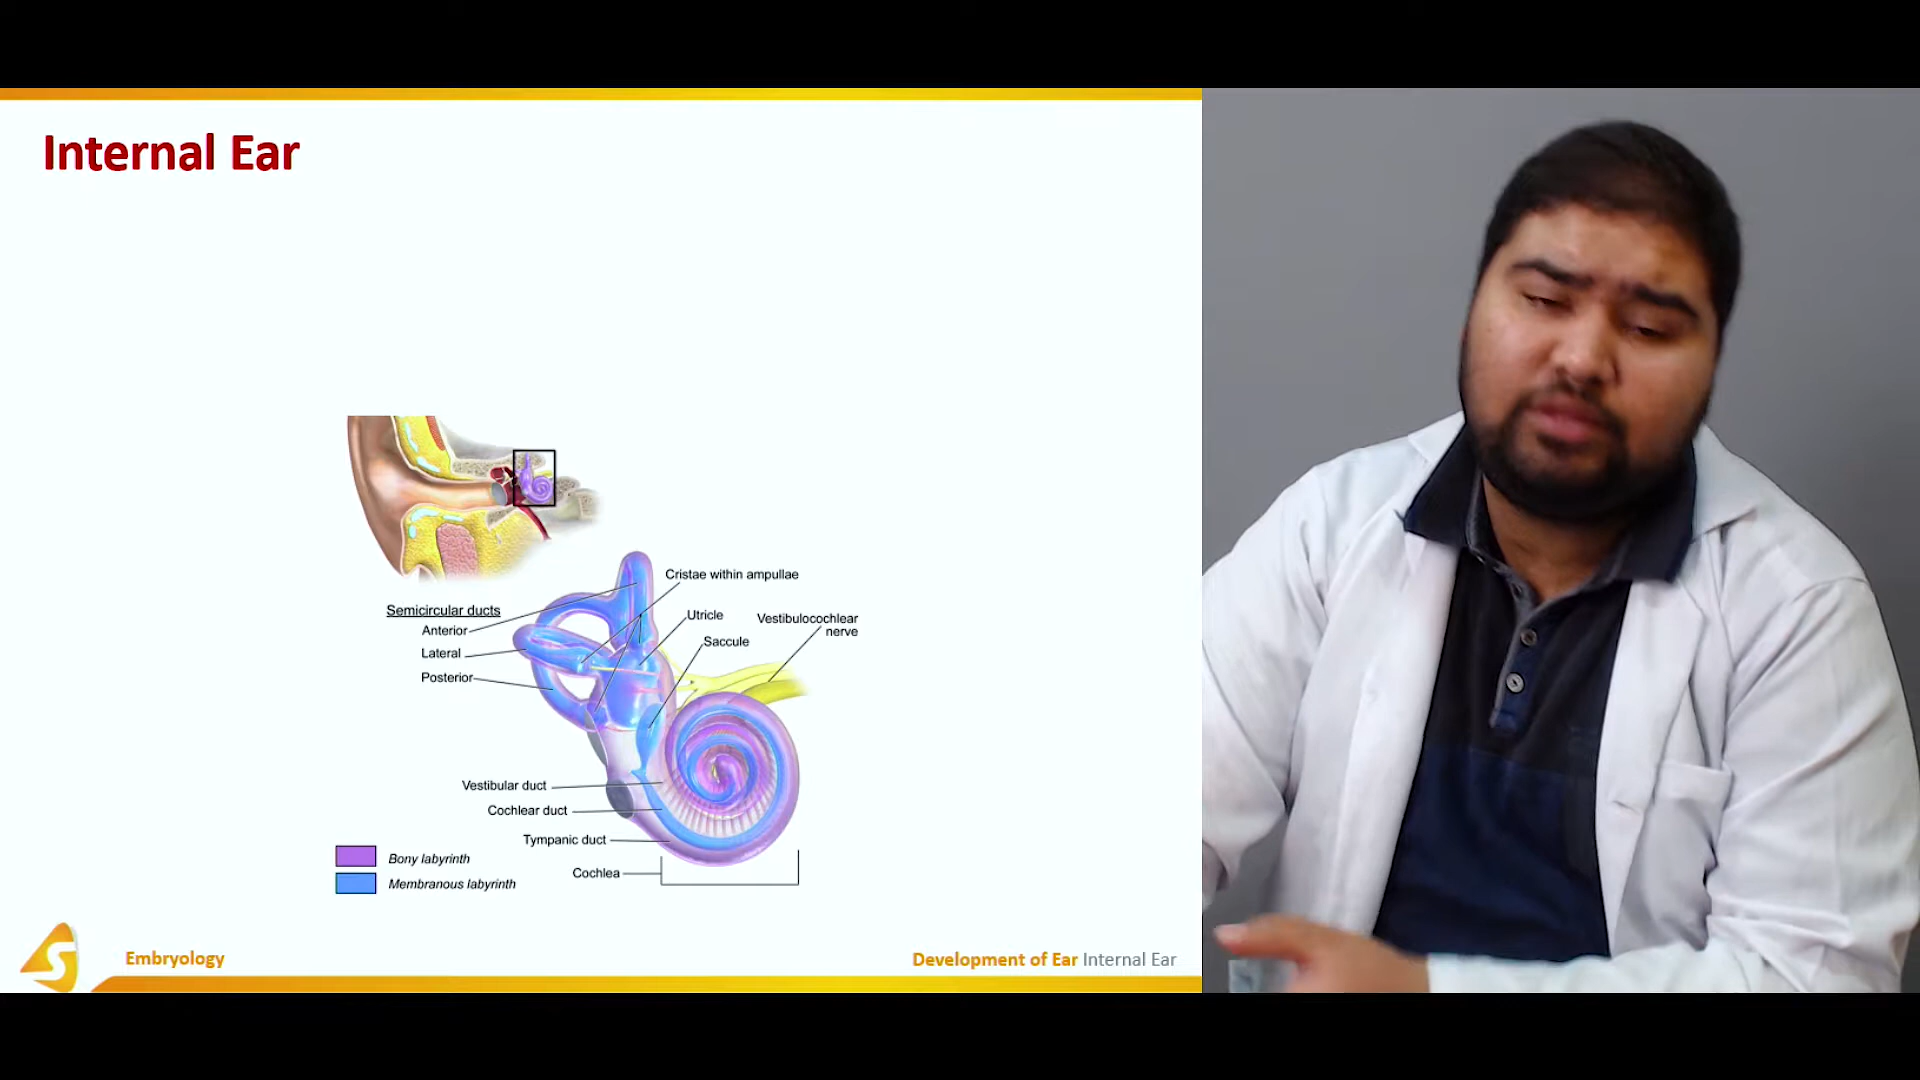 Internal Ear
Cristae within ampullae
Semicircular ducts
Anterior
Utricle
Vestibulocochlear
nerve
Saccule
Lateral
Posterior
Vestibular duct
Cochlear duct
Tympanic duct
Bony labyrinth
Cochlea
Membranous labyrinth
S
Embryology
Development of Ear Internal Ear